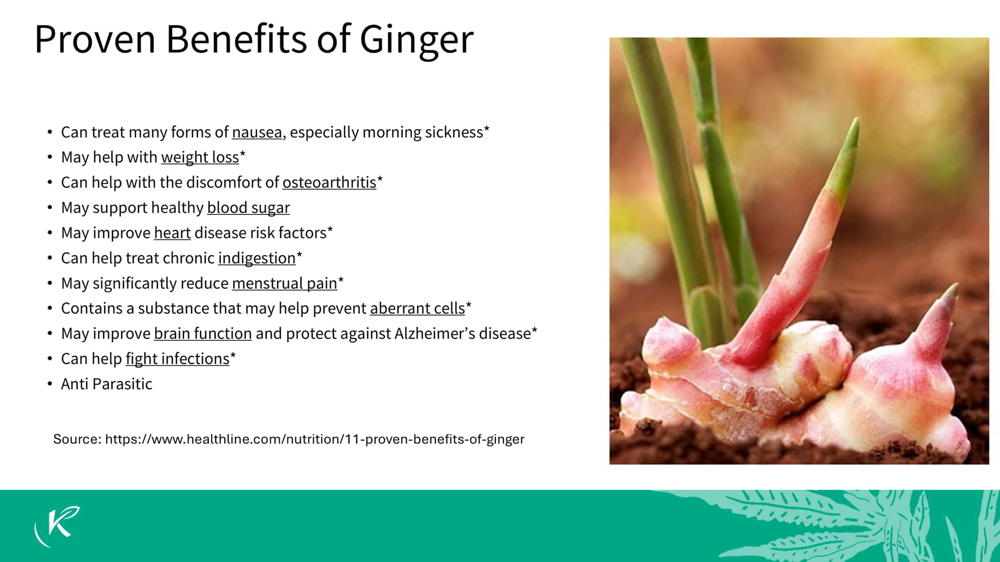 Proven Benefits of Ginger
• Can treat many forms of nausea, especially morning sickness*
• May help with weight loss*
• Can help with the discomfort of osteoarthritis*
• May support healthy blood sugar
• May improve heart disease risk factors*
• Can help treat chronic indigestion*
• May significantly reduce menstrual pain*
• Contains a substance that may help prevent aberrant cells*
• May improve brain function and protect against Alzheimer’s disease*
• Can help fight infections*
• Anti Parasitic
Source: https://www.healthline.com/nutrition/11-proven-benefits-of-ginger
K